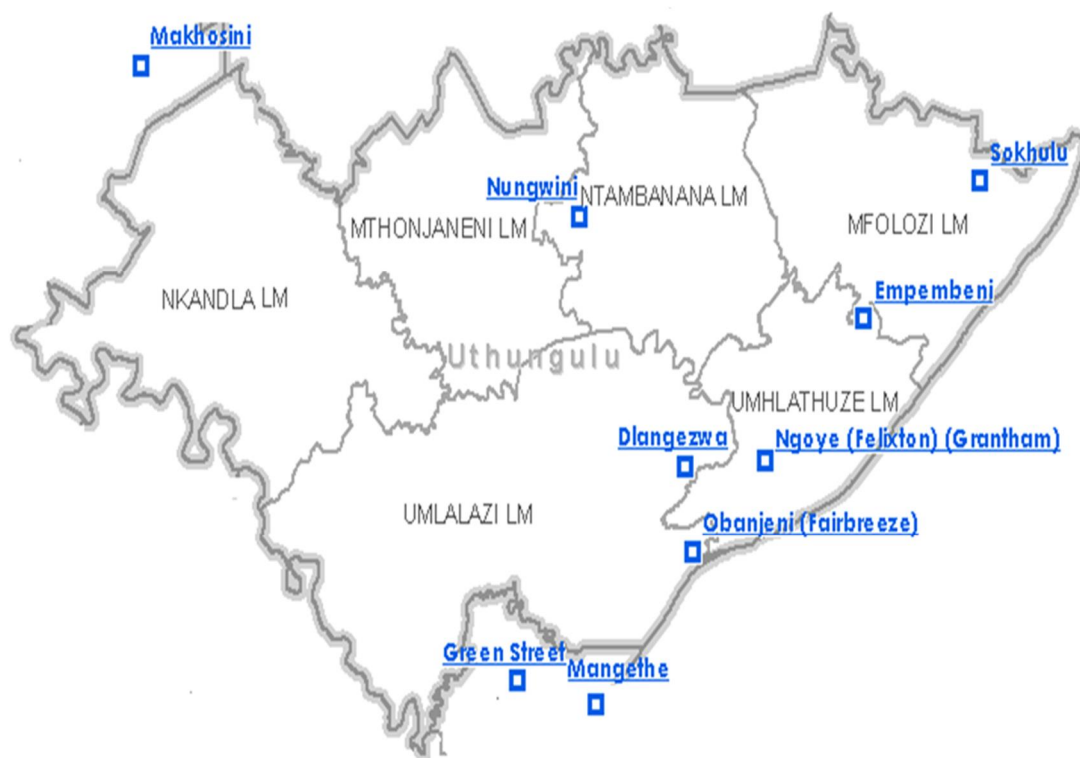 Makhosini
Sokhulu
Nungwini
NTAMBANANA LM
MTHONJANENI LM
MFOLOZI LM
NKANDLA LM
Empembeni
Uthungulu
UMHLATHUZE LM
Dlangezwa
Ngoye (Felixton) (Grantham)
UMLALAZI LM
Obanjeni (Fairbreeze)
Green Street
Mangethe